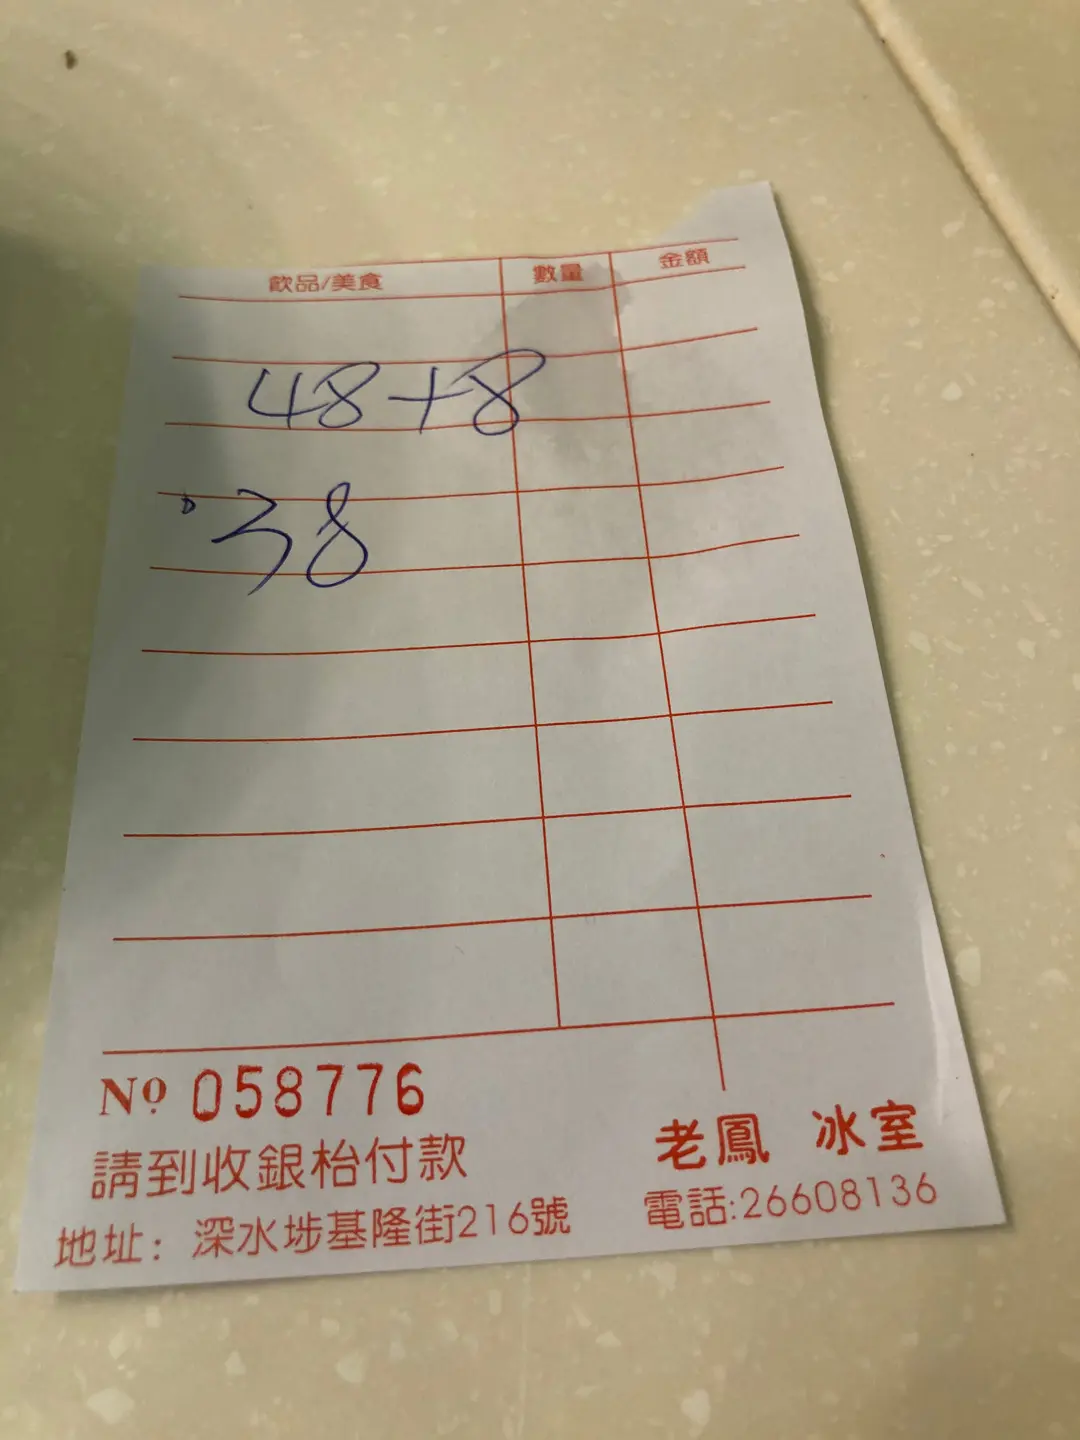 飲品/美食 數量 金額
48+8
38
Nº 058776
請到收銀枱付款
地址：深水埗基隆街216號
老鳳 冰室
電話:26608136